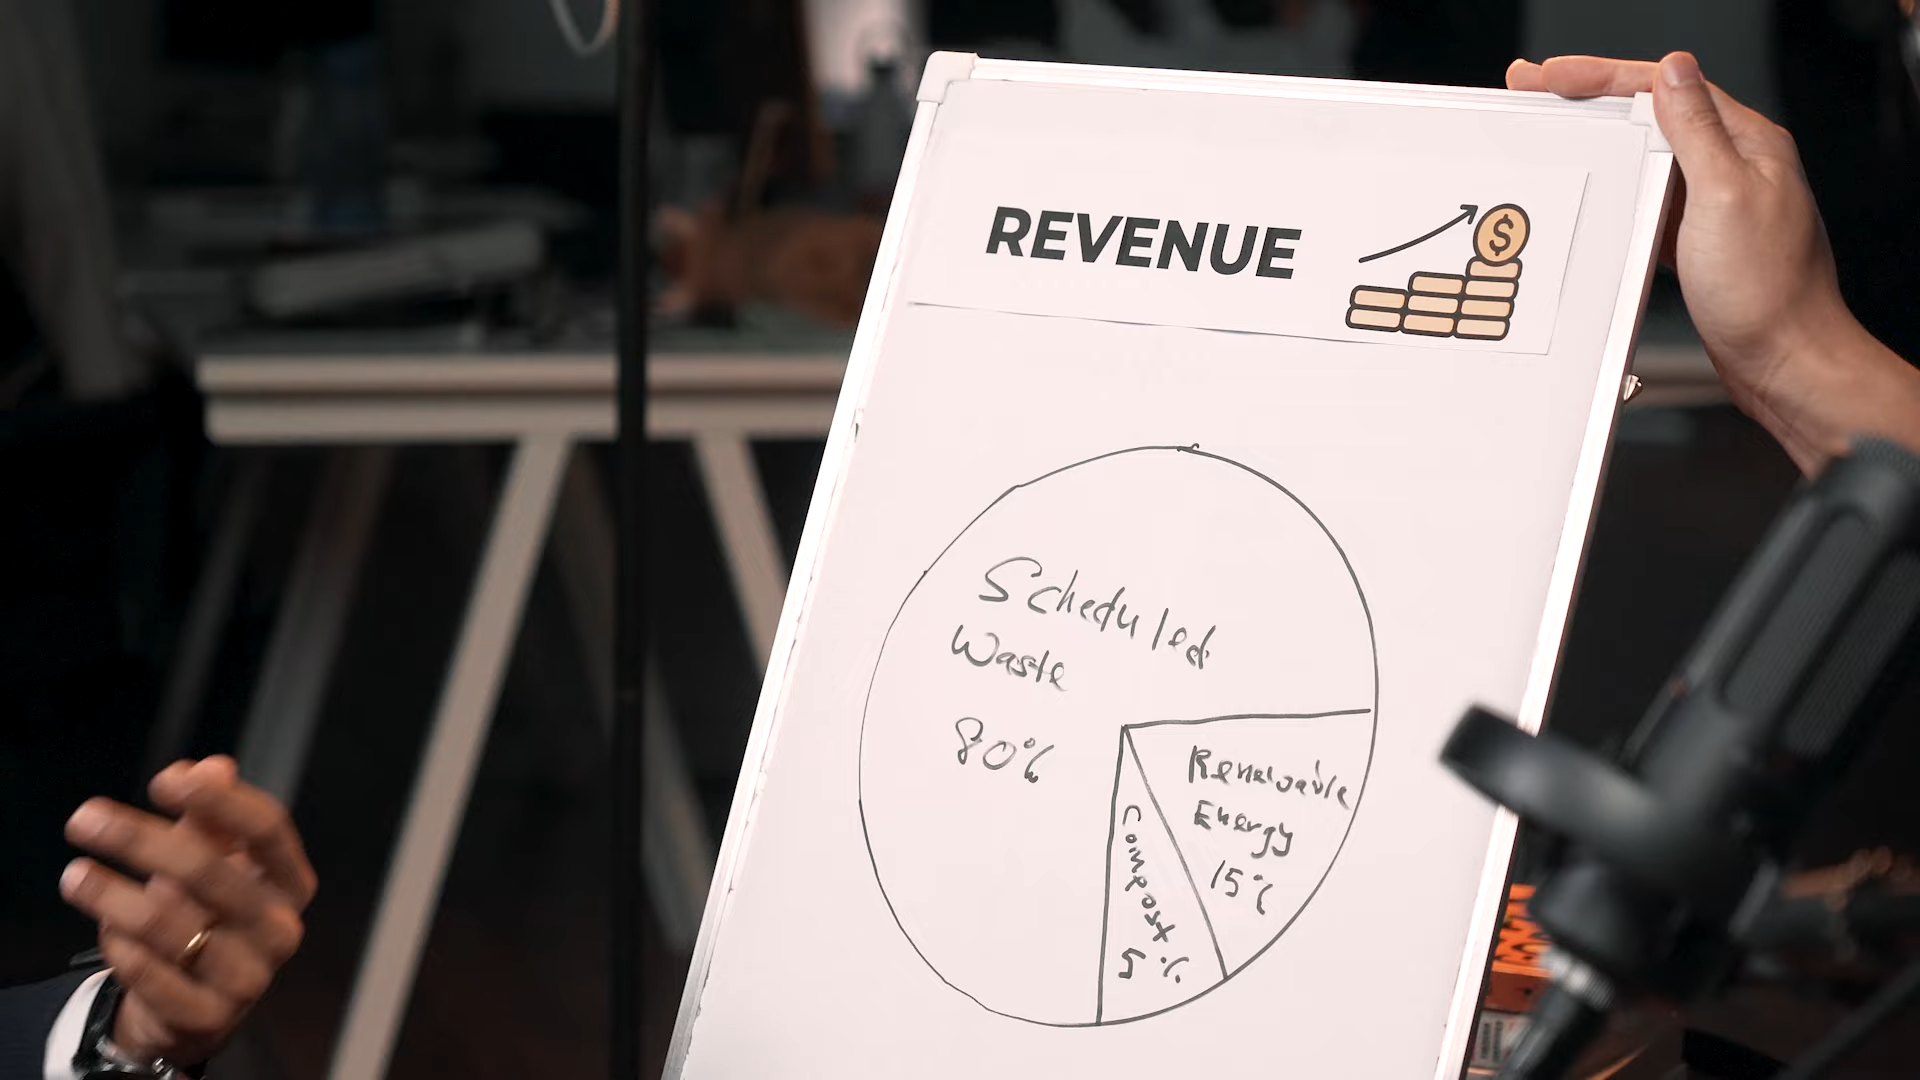 REVENUE
$
Scheduled
Waste
80%
Renewable
Energy
15%
Compost
5%